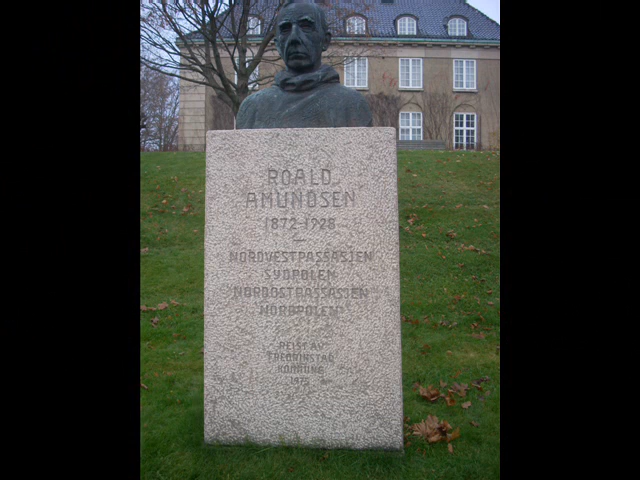 ROALD
AMUNDSEN
1872-1928
NORDVESTPASSASJEN
SYDPOLEN
NORDOSTPASSASJEN
NORDPOLEN
REIST AV
FREDRIKSTAD
KOMMUNE